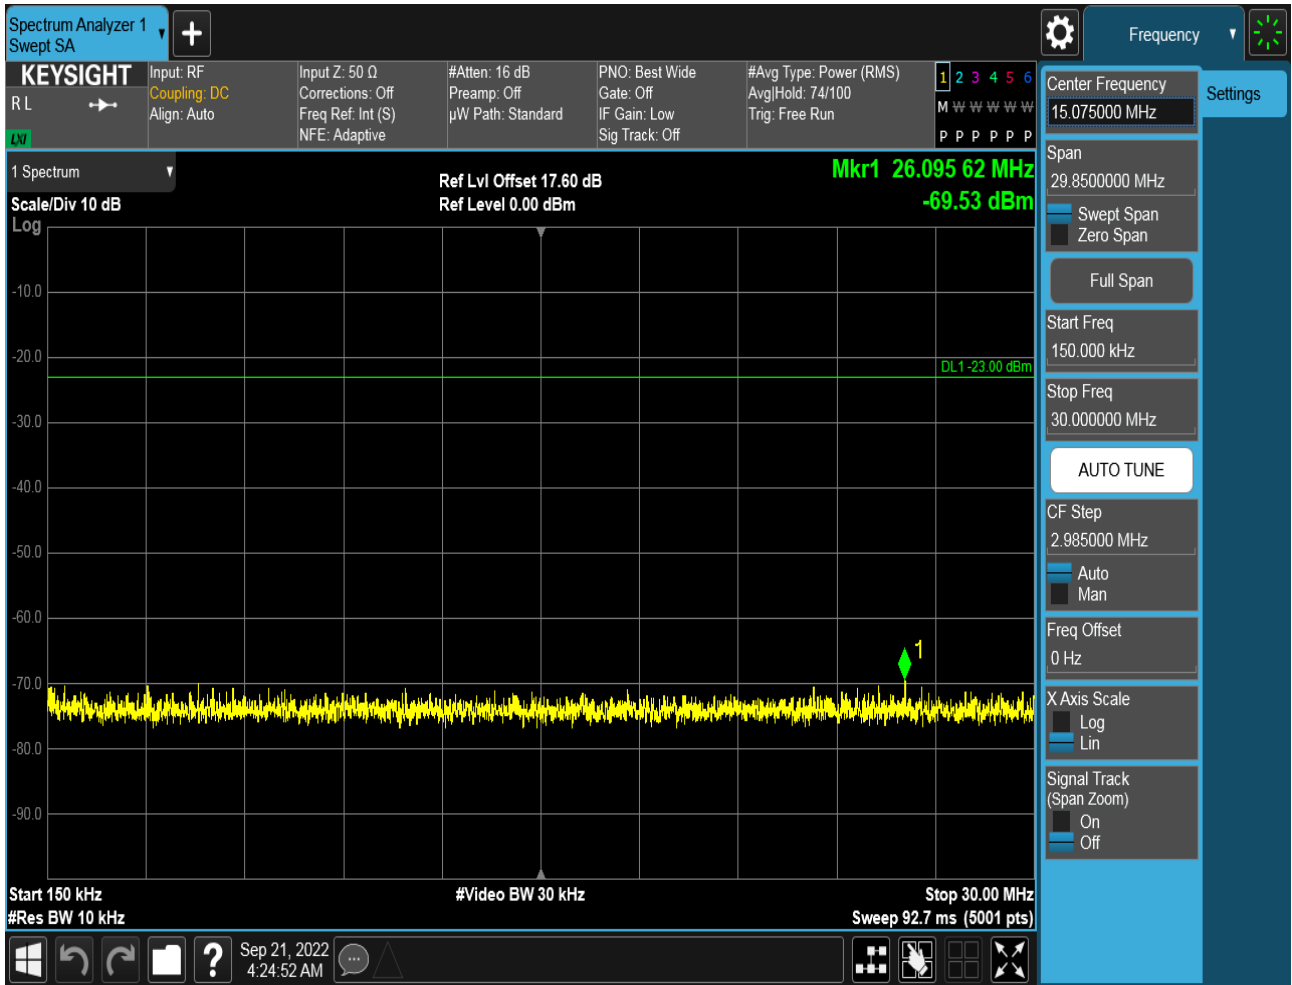 Spectrum Analyzer 1
Swept SA
Frequency
KEYSIGHT
R L
LXI
Input: RF
Coupling: DC
Align: Auto
Input Z: 50 Ω
Corrections: Off
Freq Ref: Int (S)
NFE: Adaptive
#Atten: 16 dB
Preamp: Off
µW Path: Standard
PNO: Best Wide
Gate: Off
IF Gain: Low
Sig Track: Off
#Avg Type: Power (RMS)
Avg|Hold: 74/100
Trig: Free Run
1 2 3 4 5 6
M W W W W W
P P P P P P
1 Spectrum
Scale/Div 10 dB
Log
Ref Lvl Offset 17.60 dB
Ref Level 0.00 dBm
Mkr1 26.095 62 MHz
-69.53 dBm
-10.0
-20.0
DL1 -23.00 dBm
-30.0
-40.0
-50.0
-60.0
1
-70.0
-80.0
-90.0
Start 150 kHz
#Video BW 30 kHz
Stop 30.00 MHz
#Res BW 10 kHz
Sweep 92.7 ms (5001 pts)
Center Frequency
15.075000 MHz
Settings
Span
29.8500000 MHz
Swept Span
Zero Span
Full Span
Start Freq
150.000 kHz
Stop Freq
30.000000 MHz
AUTO TUNE
CF Step
2.985000 MHz
Auto
Man
Freq Offset
0 Hz
X Axis Scale
Log
Lin
Signal Track
(Span Zoom)
On
Off
?
Sep 21, 2022
4:24:52 AM